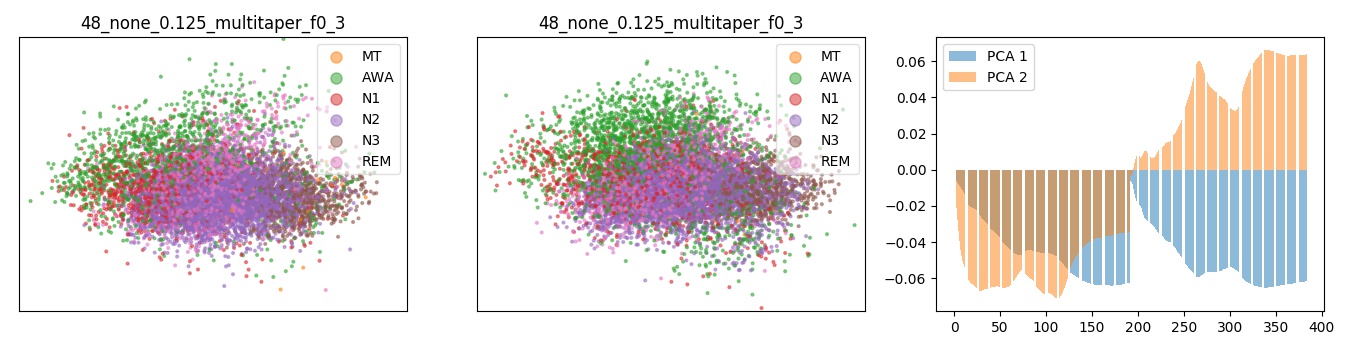 48_none_0.125_multitaper_f0_3
MT
AWA
N1
N2
N3
REM
48_none_0.125_multitaper_f0_3
MT
AWA
N1
N2
N3
REM
PCA 1
PCA 2
0.06
0.04
0.02
0.00
−0.02
−0.04
−0.06
0 50 100 150 200 250 300 350 400